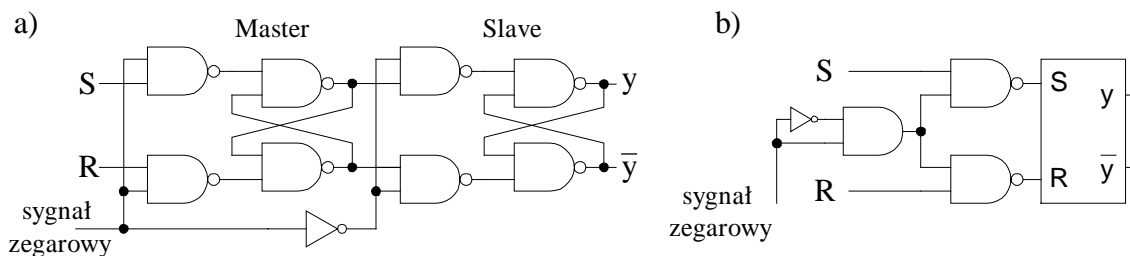 a)
Master
Slave
S
R
y
y̅
sygnał
zegarowy
b)
S
R
sygnał
zegarowy
S
R
y
y̅